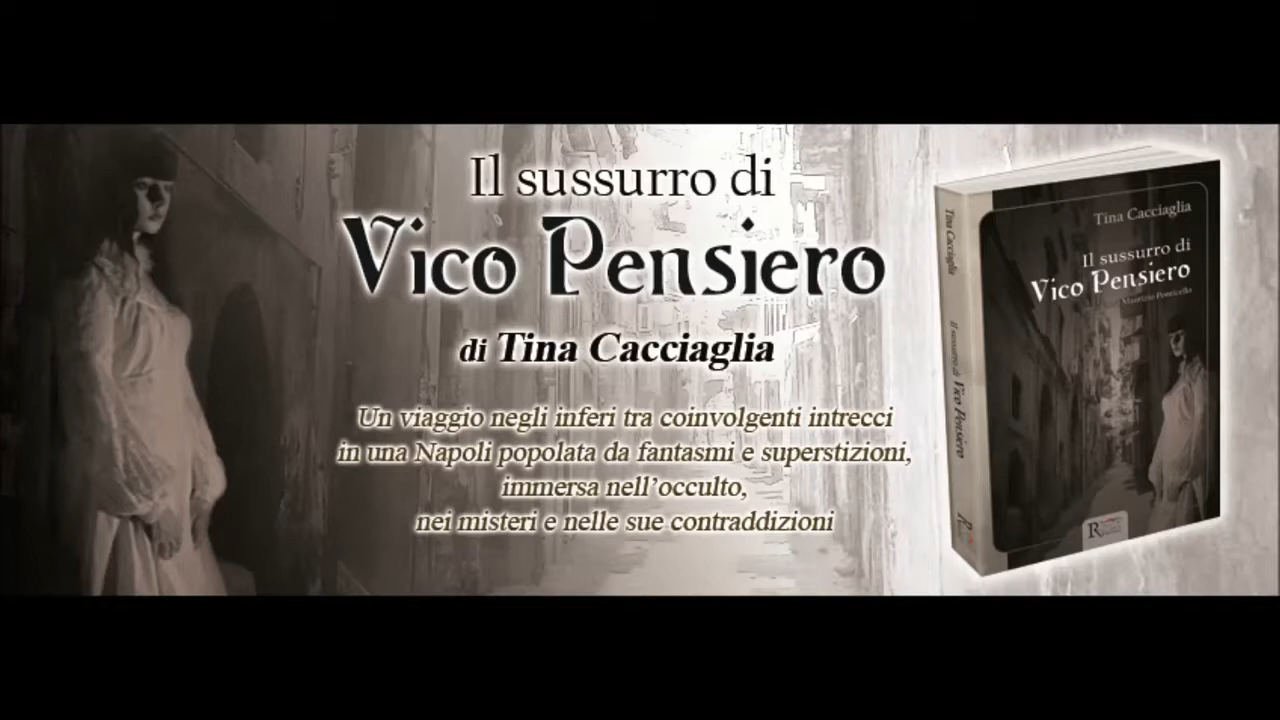 Il sussurro di
Vico Pensiero
di Tina Cacciaglia
Un viaggio negli inferi tra coinvolgenti intrecci
in una Napoli popolata da fantasmi e superstizioni,
immersa nell'occulto,
nei misteri e nelle sue contraddizioni
Tina Cacciaglia
Il sussurro di Vico Pensiero
R
Tina Cacciaglia
Il sussurro di
Vico Pensiero
Maurizio Ponticello
R